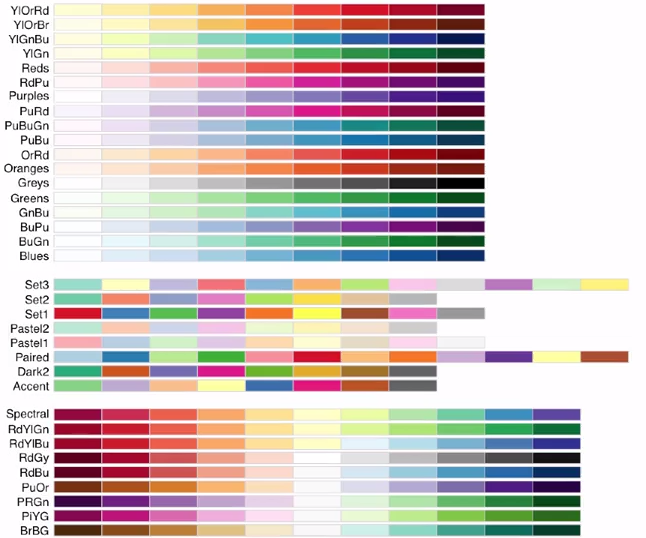 YlOrRd
YlOrBr
YlGnBu
YlGn
Reds
RdPu
Purples
PuRd
PuBuGn
PuBu
OrRd
Oranges
Greys
Greens
GnBu
BuPu
BuGn
Blues
Set3
Set2
Set1
Pastel2
Pastel1
Paired
Dark2
Accent
Spectral
RdYlGn
RdYlBu
RdGy
RdBu
PuOr
PRGn
PiYG
BrBG